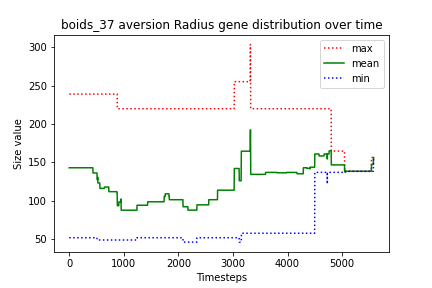 boids_37 aversion Radius gene distribution over time
max
mean
min
Size value
300
250
200
150
100
50
0
1000
2000
3000
4000
5000
Timesteps